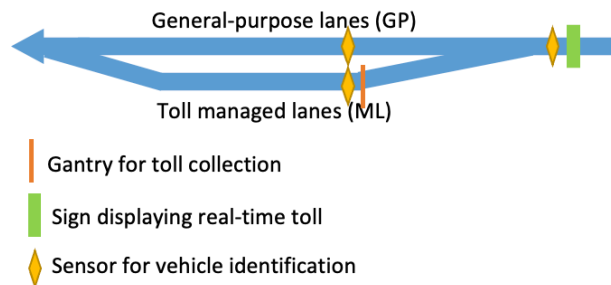 General-purpose lanes (GP)
Toll managed lanes (ML)
Gantry for toll collection
Sign displaying real-time toll
Sensor for vehicle identification